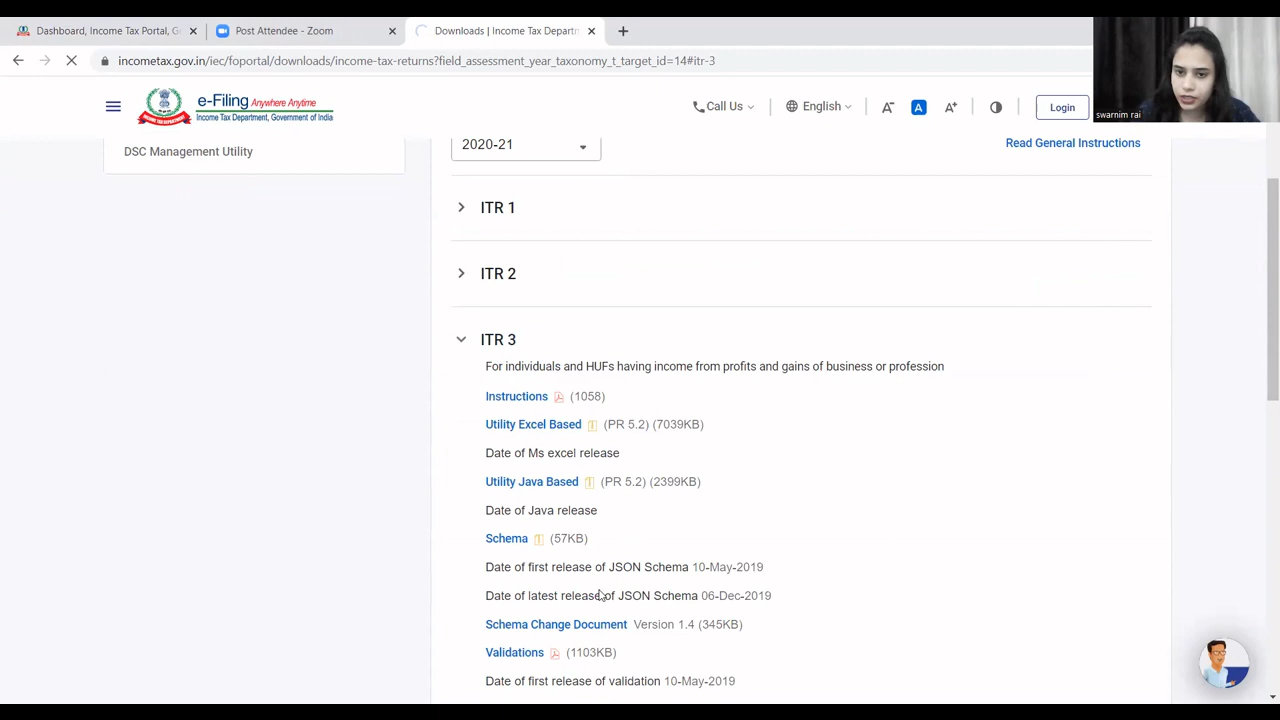 Dashboard, Income Tax Portal, G
Post Attendee - Zoom
Downloads | Income Tax Departm
incometax.gov.in/iec/foportal/downloads/income-tax-returns?field_assessment_year_taxonomy_t_target_id=14#itr-3
e-Filing Anywhere Anytime
Income Tax Department, Government of India
Call Us
English
A-
A
A+
Login
swarnim rai
DSC Management Utility
2020-21
Read General Instructions
ITR 1
ITR 2
ITR 3
For individuals and HUFs having income from profits and gains of business or profession
Instructions (1058)
Utility Excel Based (PR 5.2) (7039KB)
Date of Ms excel release
Utility Java Based (PR 5.2) (2399KB)
Date of Java release
Schema (57KB)
Date of first release of JSON Schema 10-May-2019
Date of latest release of JSON Schema 06-Dec-2019
Schema Change Document Version 1.4 (345KB)
Validations (1103KB)
Date of first release of validation 10-May-2019